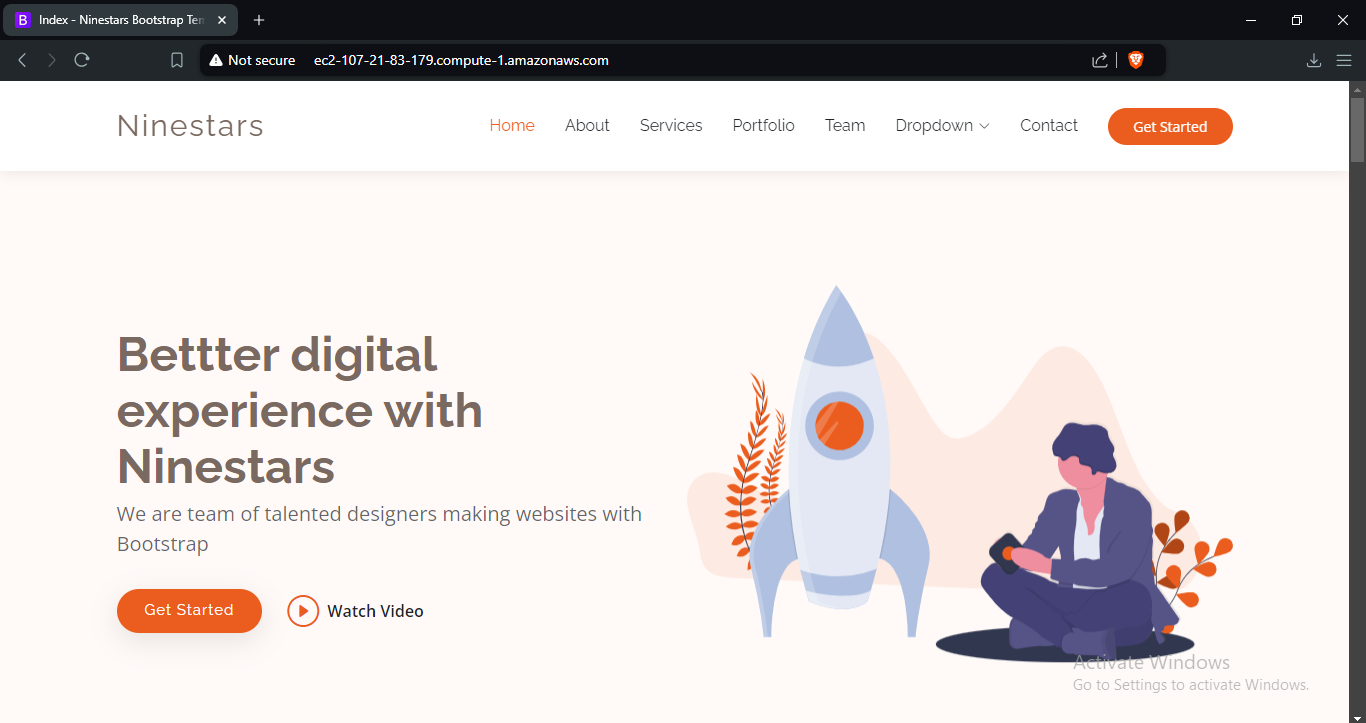 B Index - Ninestars Bootstrap Ten
Not secure ec2-107-21-83-179.compute-1.amazonaws.com
Ninestars
Home About Services Portfolio Team Dropdown Contact Get Started
Bettter digital
experience with
Ninestars
We are team of talented designers making websites with
Bootstrap
Get Started Watch Video
Activate Windows
Go to Settings to activate Windows.